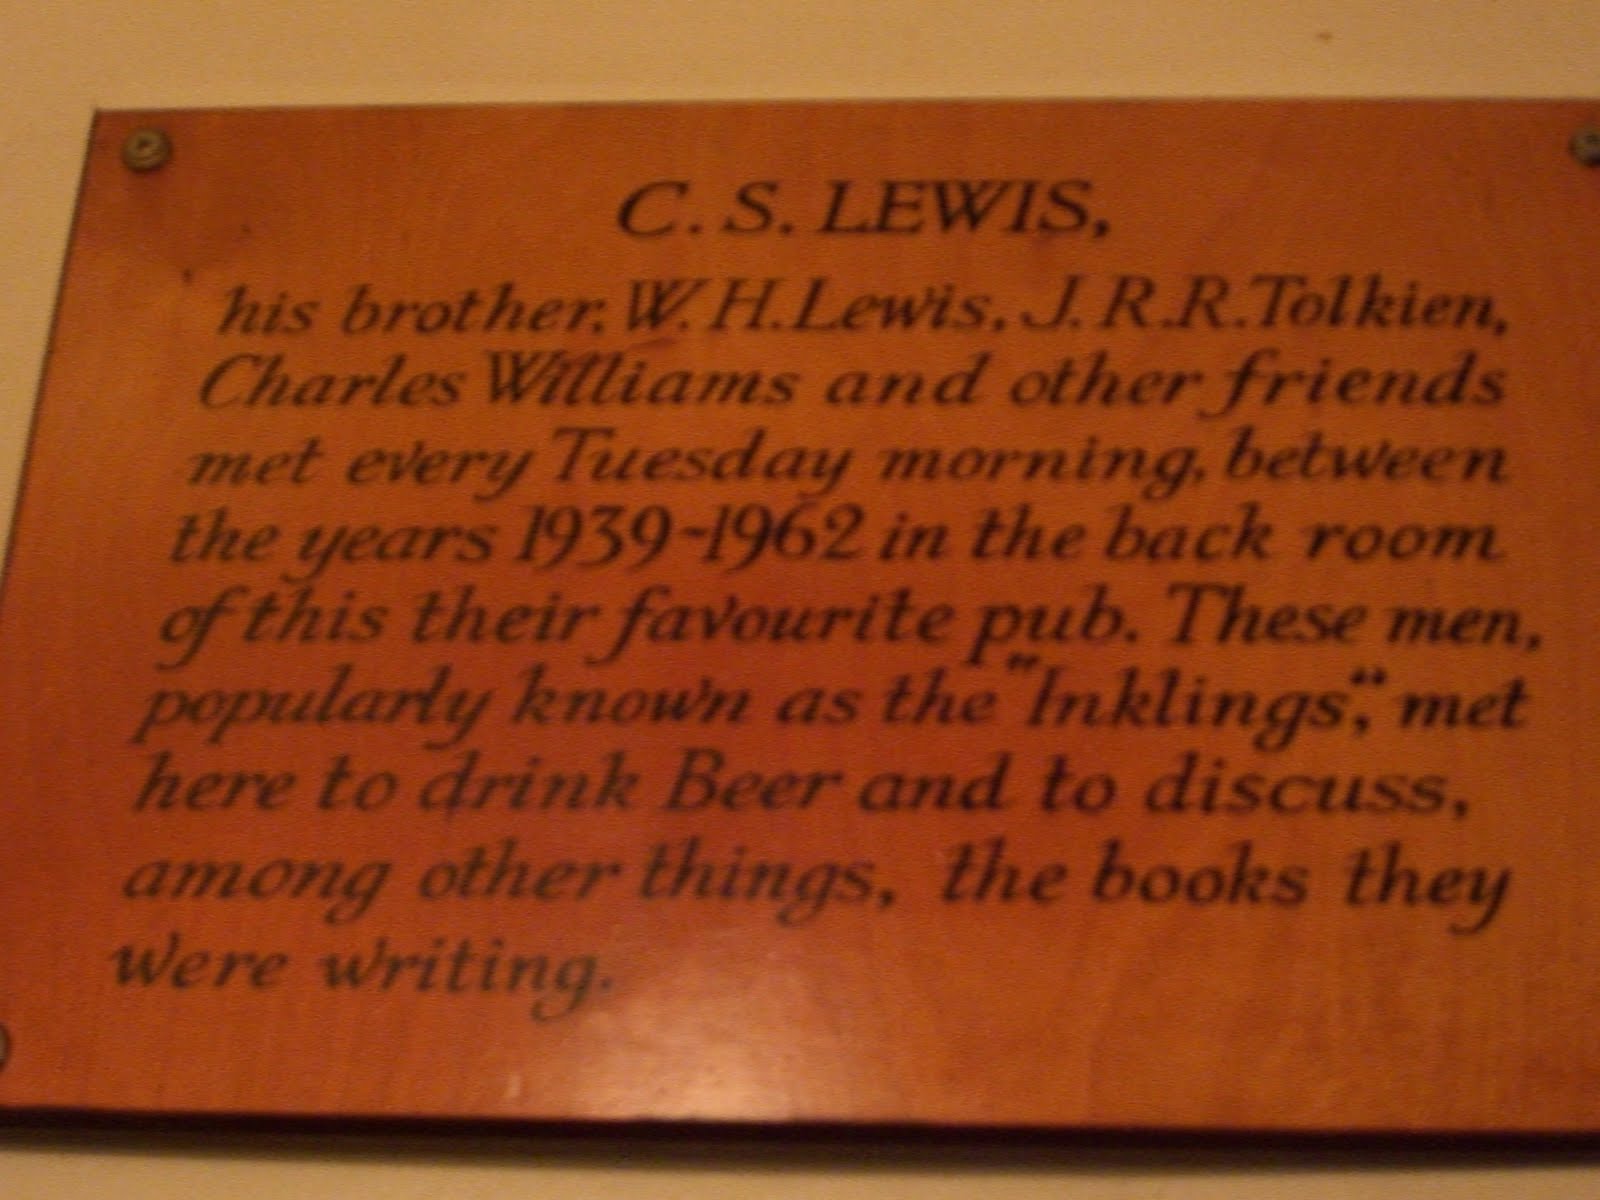 C. S. LEWIS,
his brother, W. H. Lewis, J. R. R. Tolkien,
Charles Williams and other friends
met every Tuesday morning, between
the years 1939-1962 in the back room
of this their favourite pub. These men,
popularly known as the "Inklings", met
here to drink Beer and to discuss,
among other things, the books they
were writing.